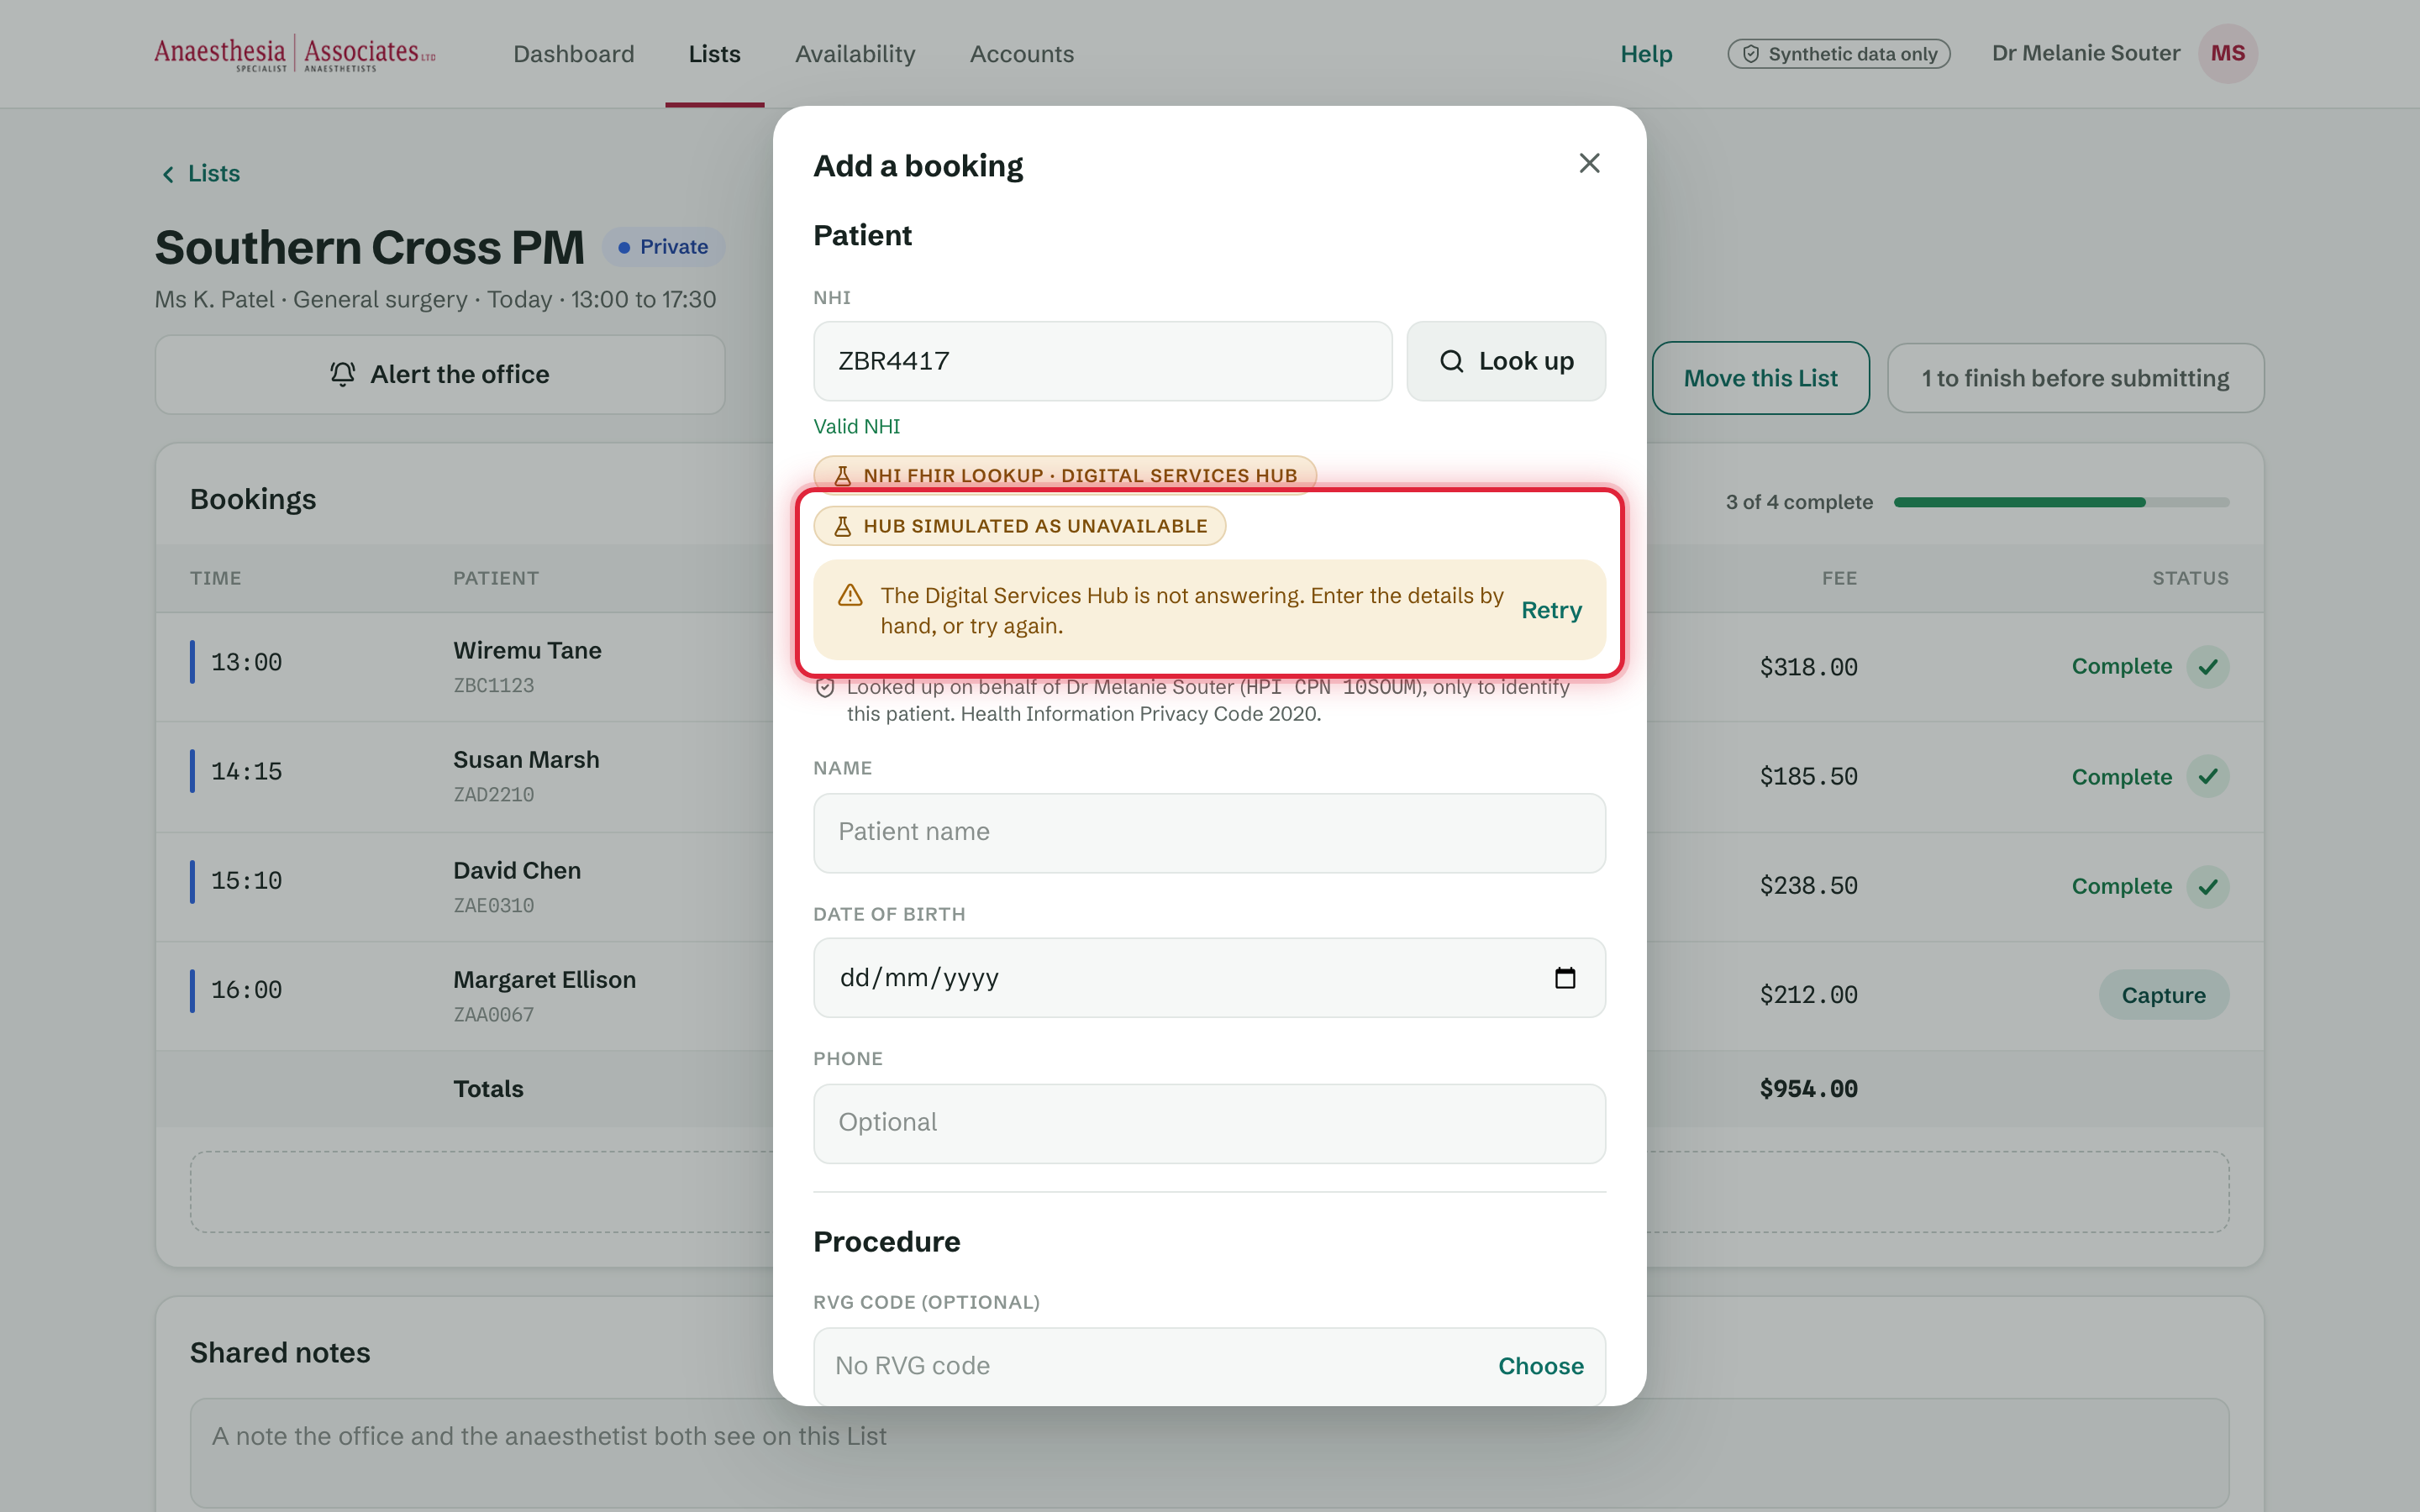 Anaesthesia Associates LTD
SPECIALIST ANAESTHETISTS
Dashboard
Lists
Availability
Accounts
Help
Synthetic data only
Dr Melanie Souter
MS
Lists
Southern Cross PM
Private
Ms K. Patel · General surgery · Today · 13:00 to 17:30
Alert the office
Move this List
1 to finish before submitting
Bookings
3 of 4 complete
TIME
PATIENT
FEE
STATUS
13:00
Wiremu Tane
ZBC1123
$318.00
Complete
14:15
Susan Marsh
ZAD2210
$185.50
Complete
15:10
David Chen
ZAE0310
$238.50
Complete
16:00
Margaret Ellison
ZAA0067
$212.00
Capture
Totals
$954.00
Shared notes
A note the office and the anaesthetist both see on this List
Add a booking
Patient
NHI
ZBR4417
Look up
Valid NHI
NHI FHIR LOOKUP · DIGITAL SERVICES HUB
HUB SIMULATED AS UNAVAILABLE
The Digital Services Hub is not answering. Enter the details by
hand, or try again.
Retry
Looked up on behalf of Dr Melanie Souter (HPI CPN 10SOUM), only to identify
this patient. Health Information Privacy Code 2020.
NAME
Patient name
DATE OF BIRTH
dd/mm/yyyy
PHONE
Optional
Procedure
RVG CODE (OPTIONAL)
No RVG code
Choose